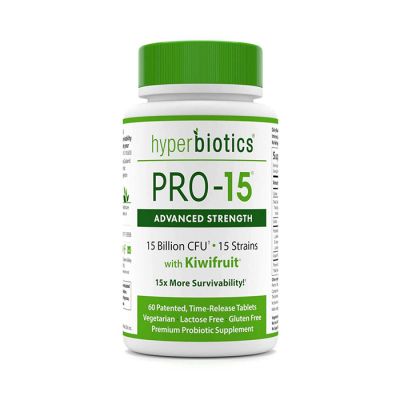 hyperbiotics®
PRO-15®
ADVANCED STRENGTH
15 Billion CFU† • 15 Strains
with Kiwifruit
15x More Survivability!
60 Patented, Time-Release Tablets
Vegetarian Lactose Free Gluten Free
Premium Probiotic Supplement